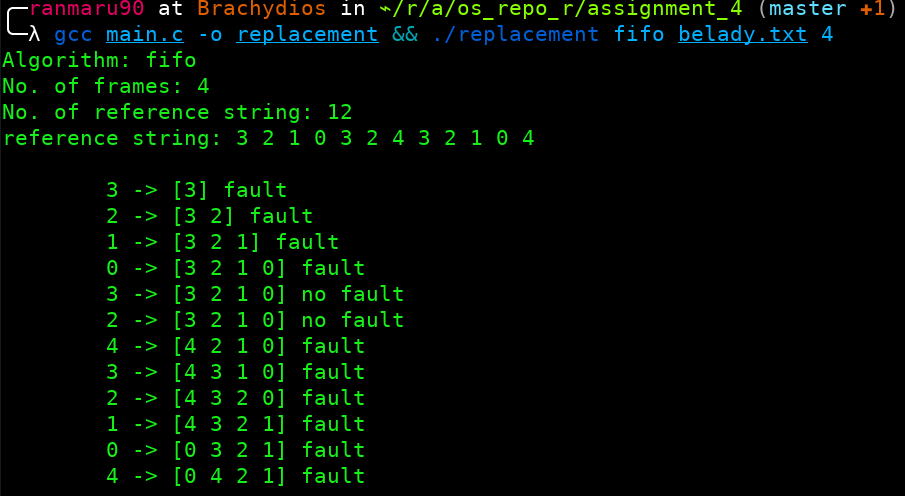 ranmaru90 at Brachydios in ~/r/a/os_repo_r/assignment_4 (master +1)
λ gcc main.c -o replacement && ./replacement fifo belady.txt 4
Algorithm: fifo
No. of frames: 4
No. of reference string: 12
reference string: 3 2 1 0 3 2 4 3 2 1 0 4
3 -> [3] fault
2 -> [3 2] fault
1 -> [3 2 1] fault
0 -> [3 2 1 0] fault
3 -> [3 2 1 0] no fault
2 -> [3 2 1 0] no fault
4 -> [4 2 1 0] fault
3 -> [4 3 1 0] fault
2 -> [4 3 2 0] fault
1 -> [4 3 2 1] fault
0 -> [0 3 2 1] fault
4 -> [0 4 2 1] fault